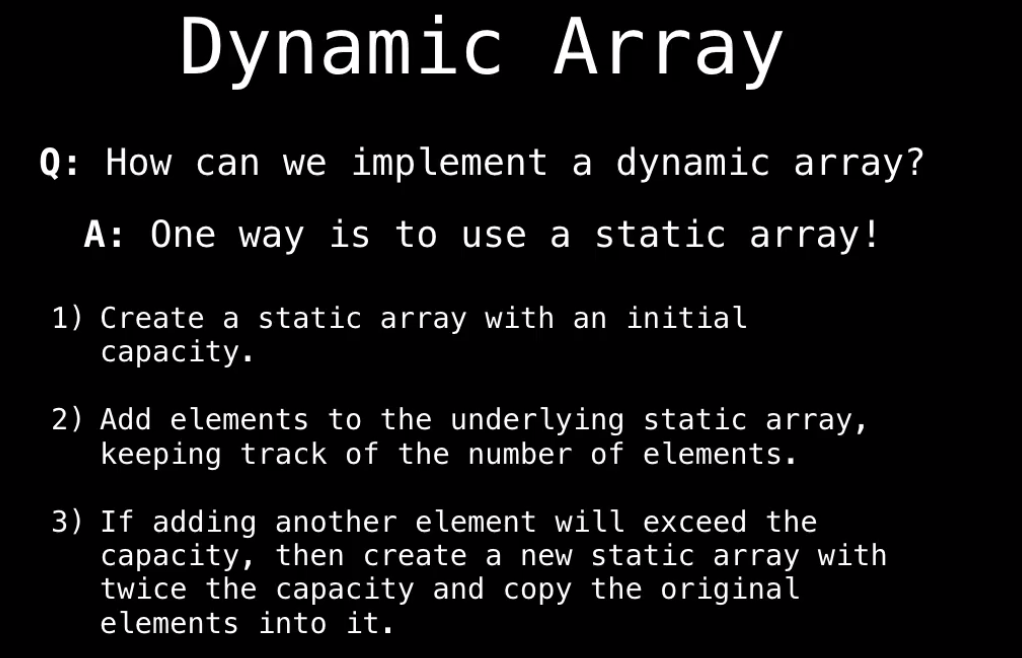 Dynamic Array
Q: How can we implement a dynamic array?
A: One way is to use a static array!
1) Create a static array with an initial
capacity.
2) Add elements to the underlying static array,
keeping track of the number of elements.
3) If adding another element will exceed the
capacity, then create a new static array with
twice the capacity and copy the original
elements into it.